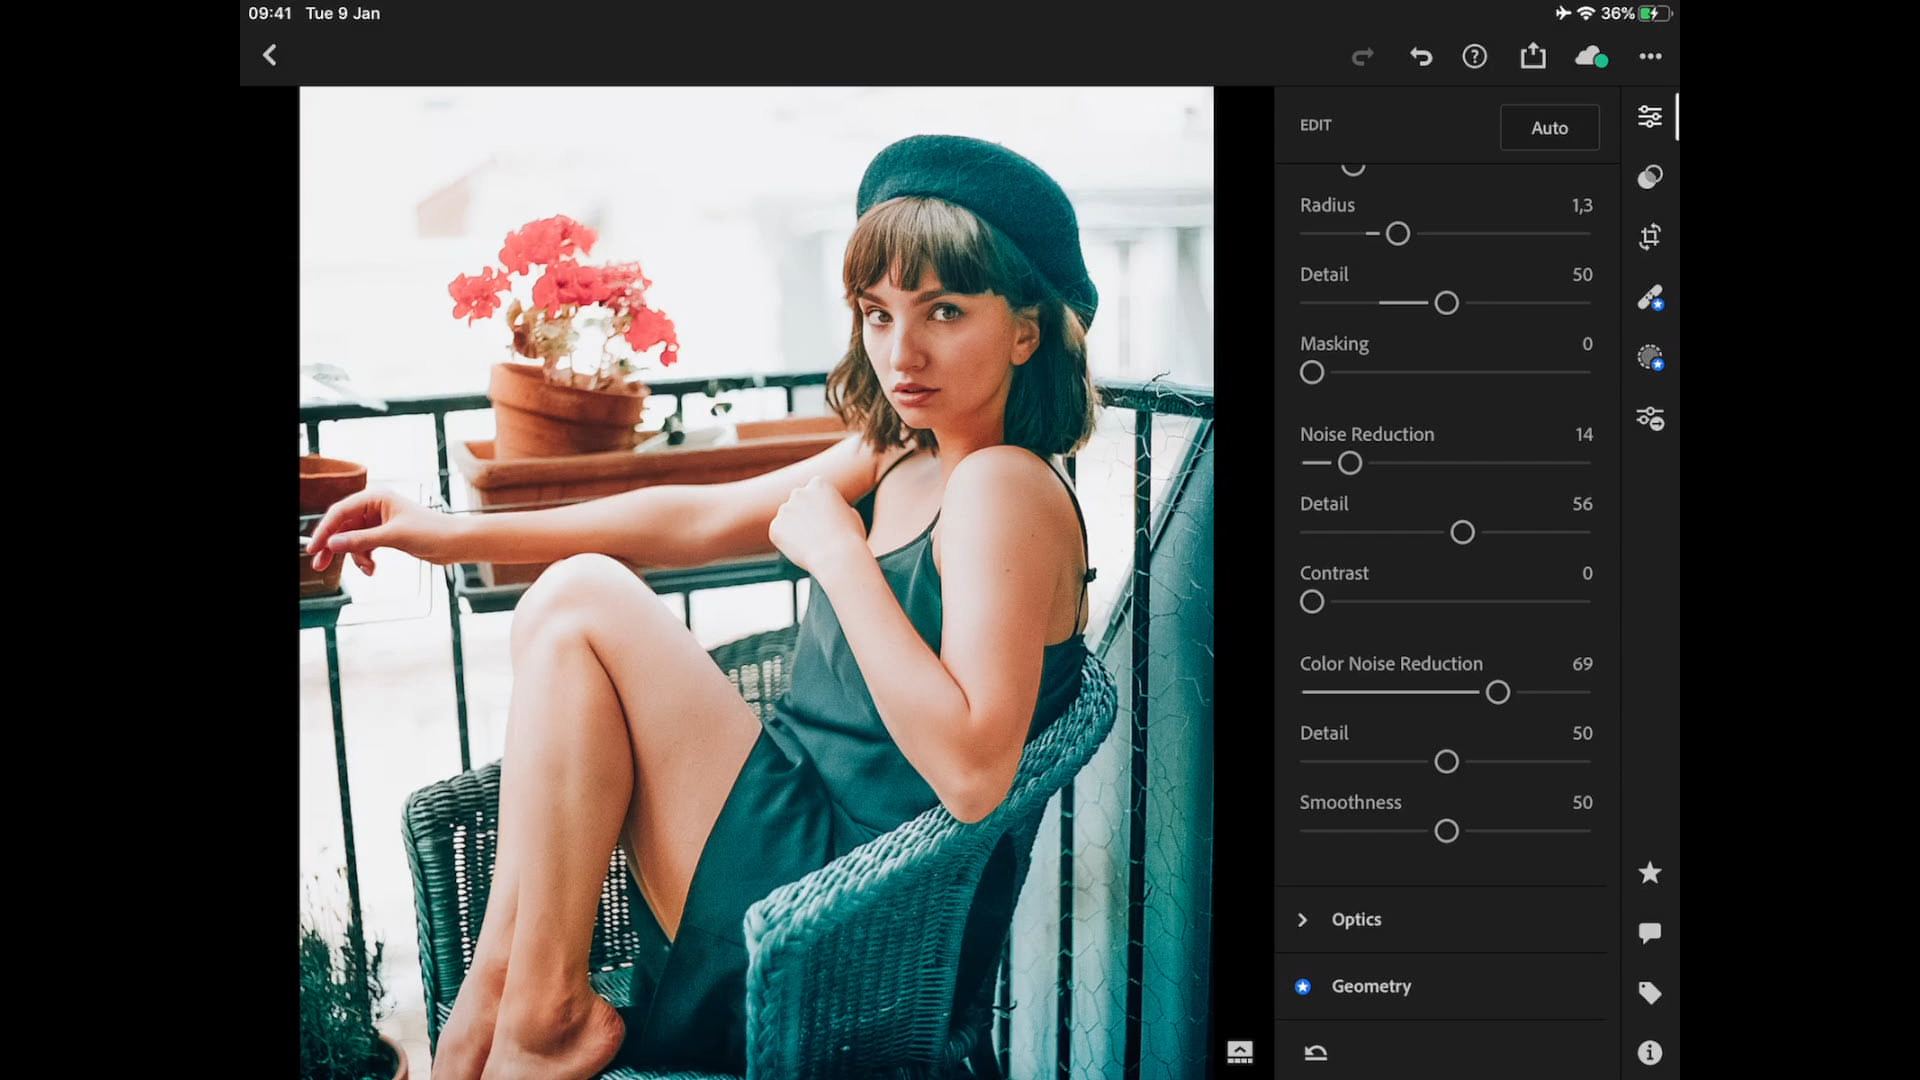 09:41 Tue 9 Jan
36%
EDIT
Auto
Radius 1,3
Detail 50
Masking 0
Noise Reduction 14
Detail 56
Contrast 0
Color Noise Reduction 69
Detail 50
Smoothness 50
Optics
Geometry